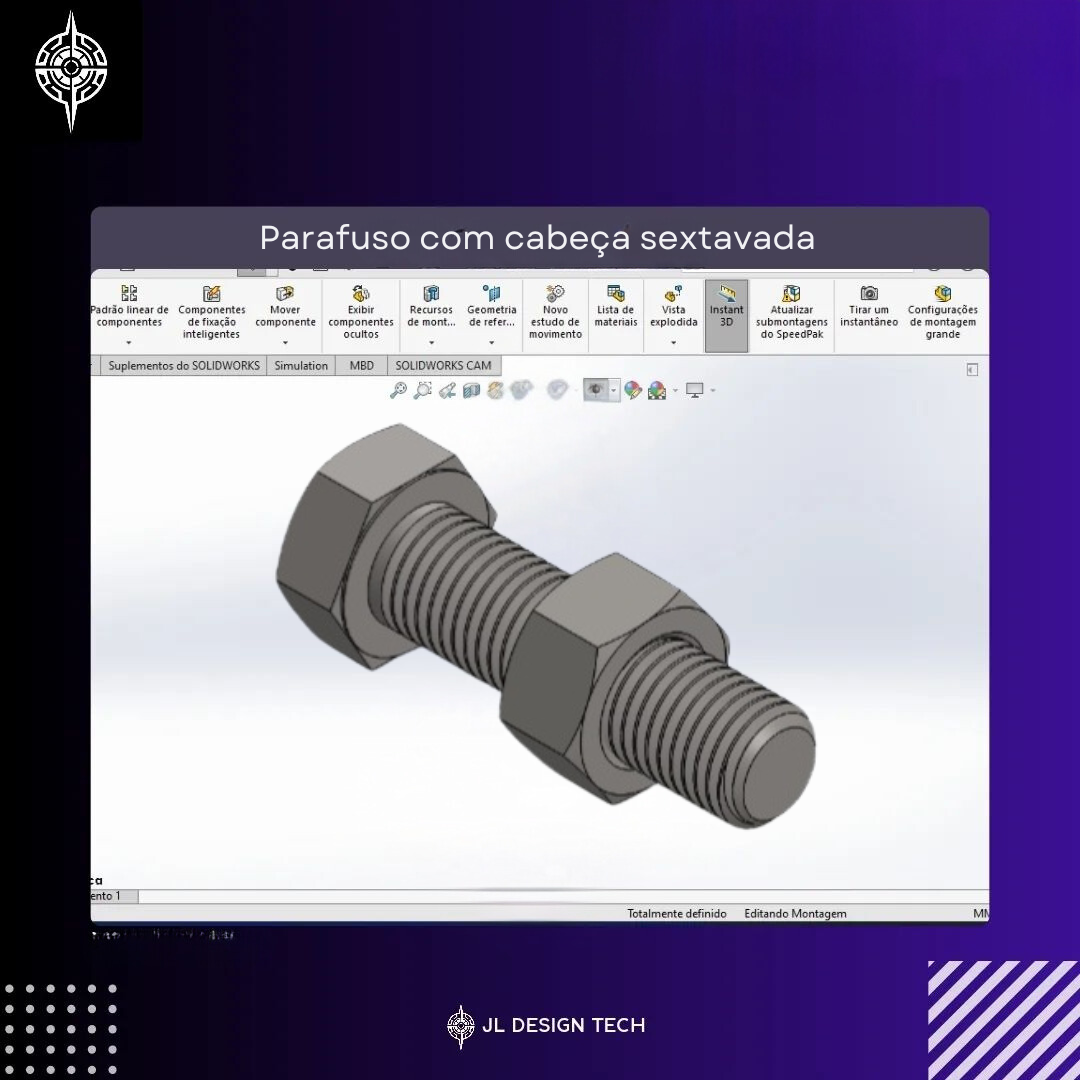 Parafuso com cabeça sextavada
Padrão linear de
componentes
Componentes
de fixação
inteligentes
Mover
componente
Exibir
componentes
ocultos
Recursos
de mont...
Geometria
de refer...
Novo
estudo de
movimento
Lista de
materiais
Vista
explodida
Instant
3D
Atualizar
submontagens
do SpeedPak
Tirar um
instantâneo
Configurações
de montagem
grande
Suplementos do SOLIDWORKS
Simulation
MBD
SOLIDWORKS CAM
ca
ento 1
Totalmente definido
Editando Montagem
JL DESIGN TECH